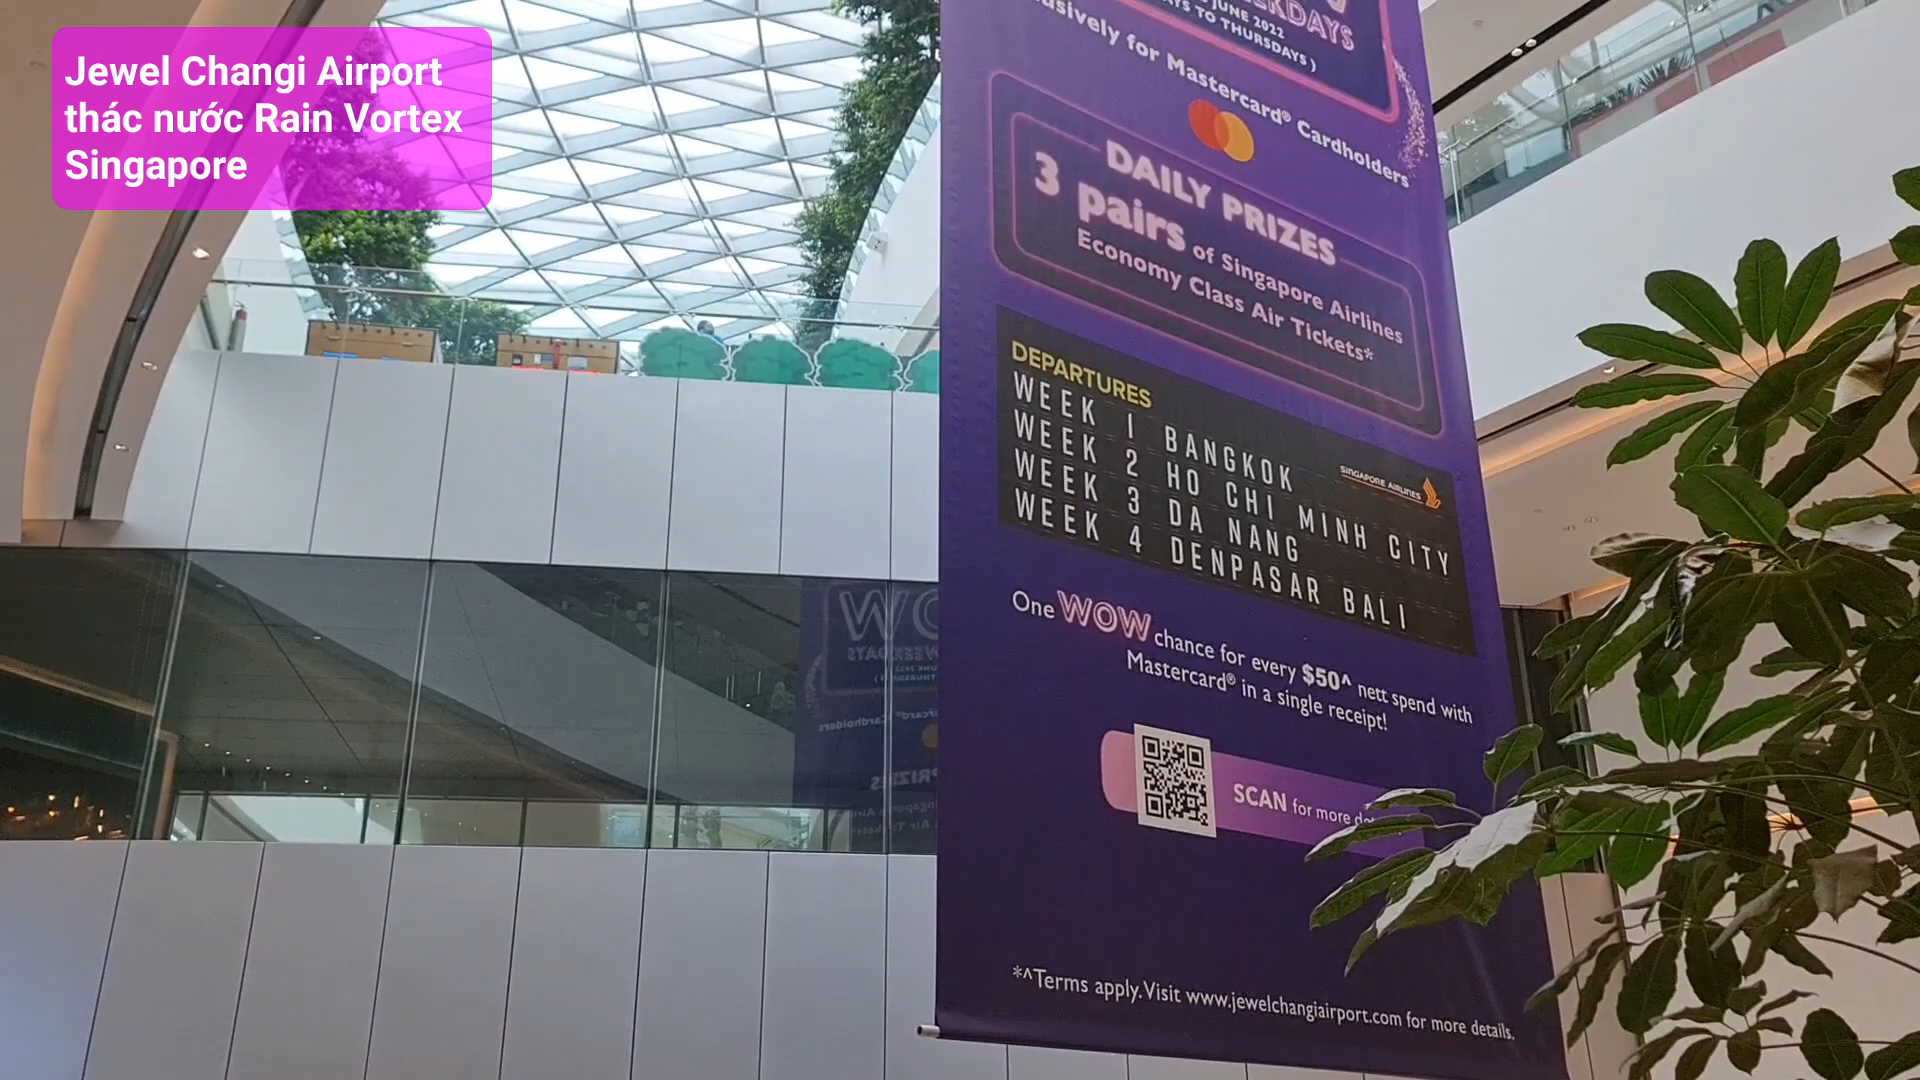 Jewel Changi Airport
thác nước Rain Vortex
Singapore
JUNE 2022
TO THURSDAYS )
for Mastercard® Cardholders
DAILY PRIZES
3 pairs of Singapore Airlines
Economy Class Air Tickets*
DEPARTURES
WEEK 1 BANGKOK
WEEK 2 HO CHI MINH CITY
WEEK 3 DA NANG
WEEK 4 DENPASAR BALI
SINGAPORE AIRLINES
One WOW chance for every $50^ nett spend with
Mastercard® in a single receipt!
SCAN for more
*^Terms apply.Visit www.jewelchangiairport.com for more details.